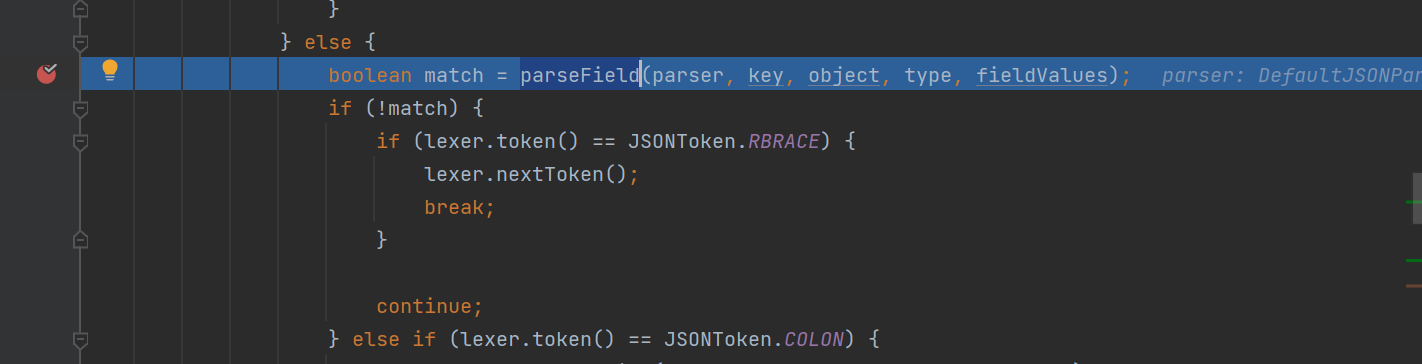 }
} else {
boolean match = parseField(parser, key, object, type, fieldValues); parser: DefaultJSONPar
if (!match) {
if (lexer.token() == JSONToken.RBRACE) {
lexer.nextToken();
break;
}
continue;
} else if (lexer.token() == JSONToken.COLON) {